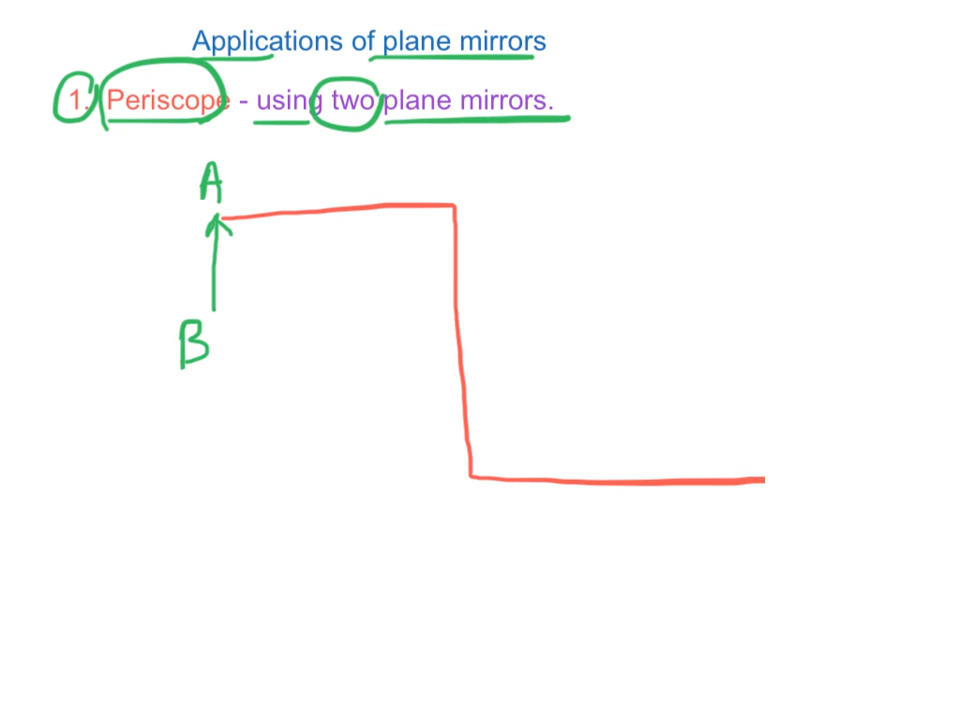 Applications of plane mirrors
1. Periscope - using two plane mirrors.
A
B